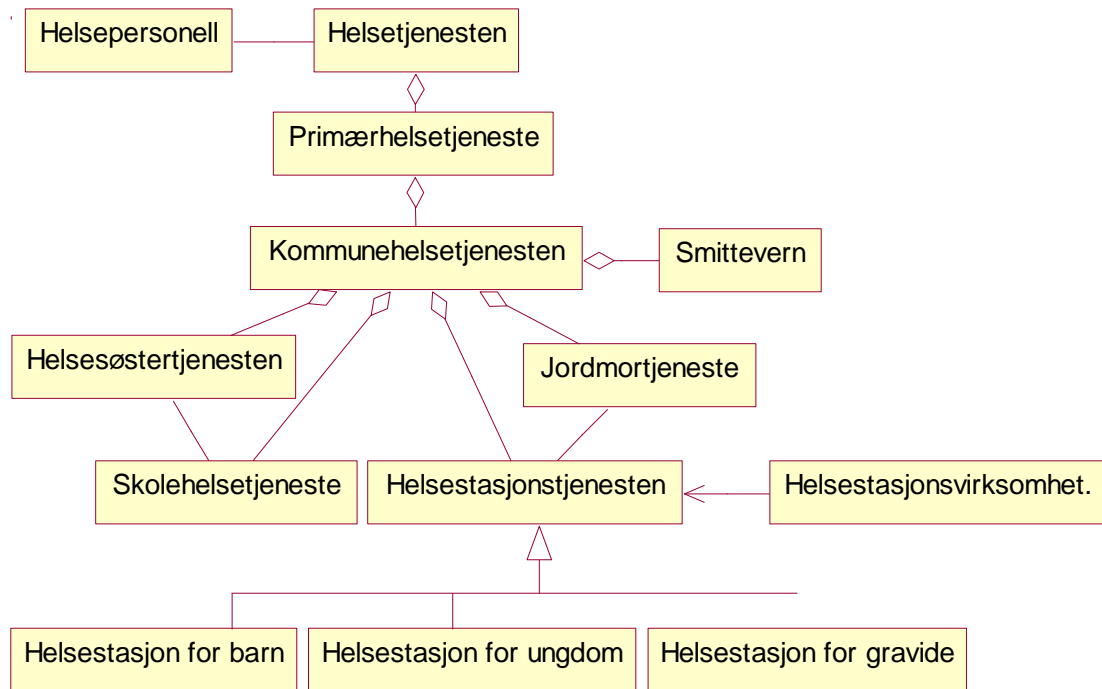 Helsepersonell
Helsetjenesten
Primærhelsetjeneste
Kommunehelsetjenesten
Smittevern
Helsesøstertjenesten
Jordmortjeneste
Skolehelsetjeneste
Helsestasjonstjenesten
Helsestasjonsvirksomhet.
Helsestasjon for barn
Helsestasjon for ungdom
Helsestasjon for gravide